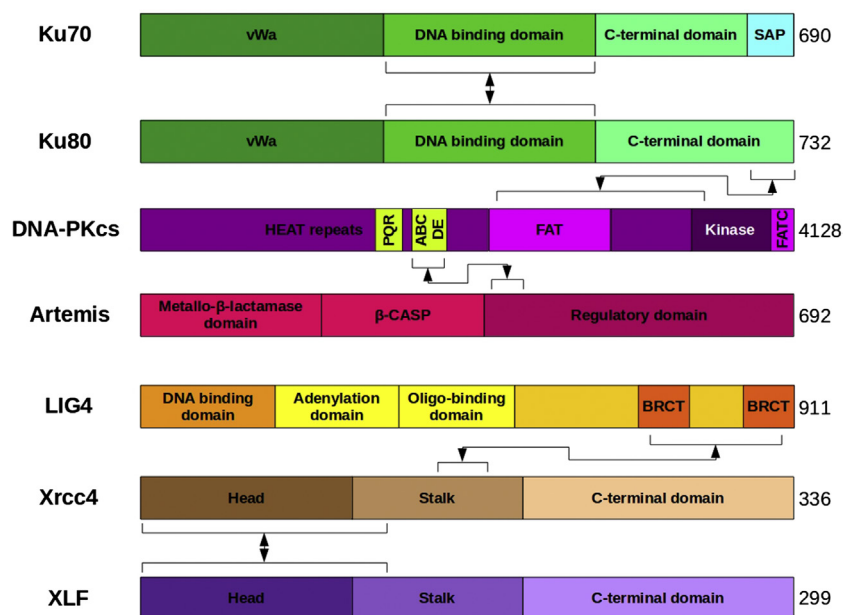 Ku70 vWa DNA binding domain C-terminal domain SAP 690
Ku80 vWa DNA binding domain C-terminal domain 732
DNA-PKcs HEAT repeats PQR ABC DE FAT Kinase FATC 4128
Artemis Metallo-β-lactamase domain β-CASP Regulatory domain 692
LIG4 DNA binding domain Adenylation domain Oligo-binding domain BRCT BRCT 911
Xrcc4 Head Stalk C-terminal domain 336
XLF Head Stalk C-terminal domain 299